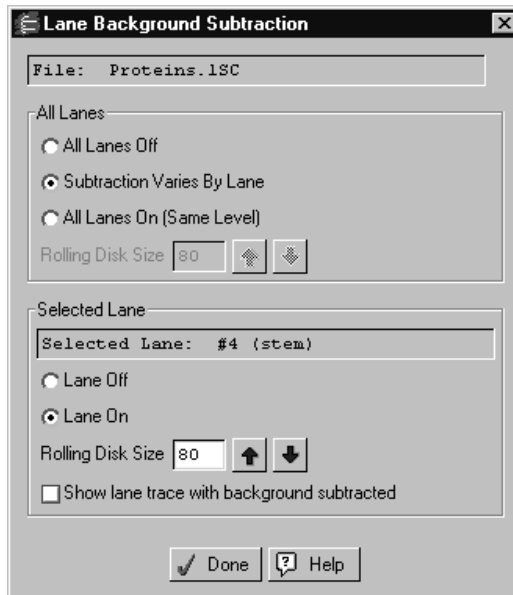 Lane Background Subtraction
File: Proteins.1SC
All Lanes
All Lanes Off
Subtraction Varies By Lane
All Lanes On (Same Level)
Rolling Disk Size 80
Selected Lane
Selected Lane: #4 (stem)
Lane Off
Lane On
Rolling Disk Size 80
Show lane trace with background subtracted
Done ? Help